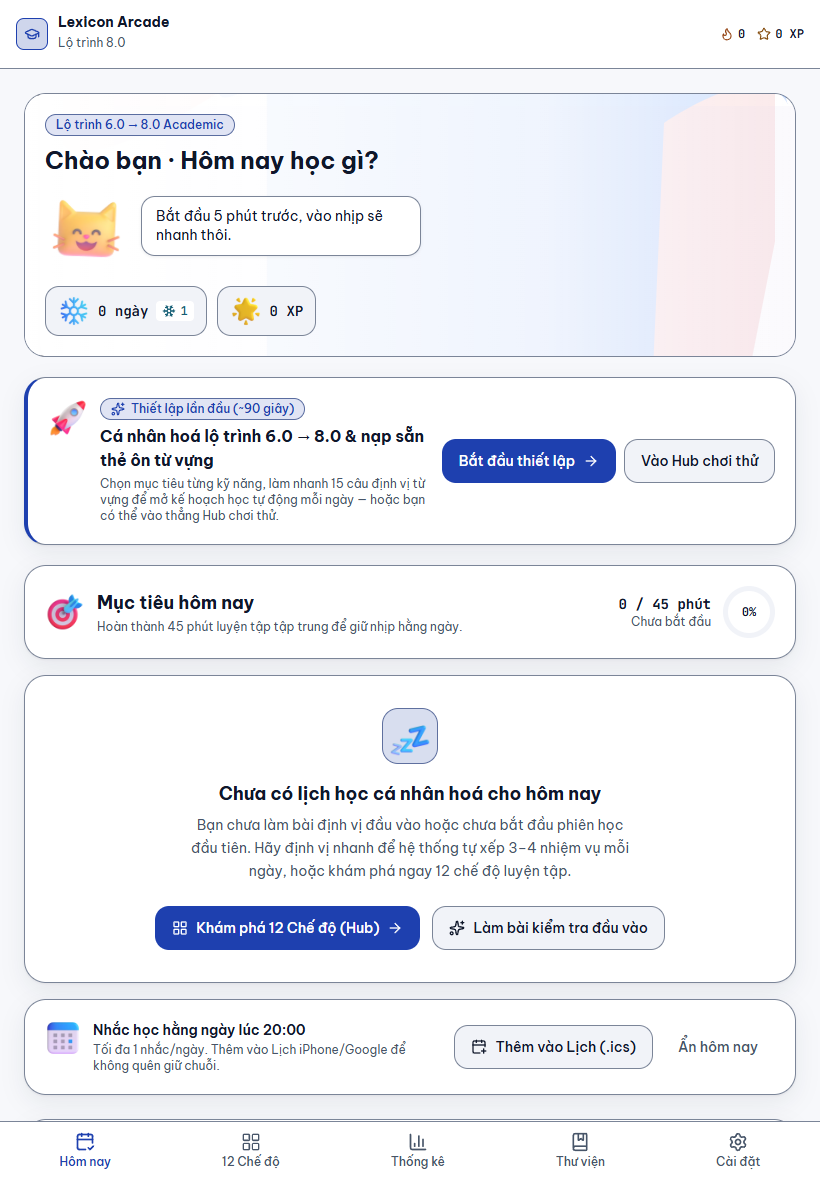 Lexicon Arcade
Lộ trình 8.0
0
0 XP
Lộ trình 6.0 → 8.0 Academic
Chào bạn · Hôm nay học gì?
Bắt đầu 5 phút trước, vào nhịp sẽ
nhanh thôi.
0 ngày
1
0 XP
Thiết lập lần đầu (~90 giây)
Cá nhân hoá lộ trình 6.0 → 8.0 & nạp sẵn
thẻ ôn từ vựng
Chọn mục tiêu từng kỹ năng, làm nhanh 15 câu định vị từ
vựng để mở kế hoạch học tự động mỗi ngày — hoặc bạn
có thể vào thẳng Hub chơi thử.
Bắt đầu thiết lập →
Vào Hub chơi thử
Mục tiêu hôm nay
Hoàn thành 45 phút luyện tập tập trung để giữ nhịp hằng ngày.
0 / 45 phút
Chưa bắt đầu
0%
zzZ
Chưa có lịch học cá nhân hoá cho hôm nay
Bạn chưa làm bài định vị đầu vào hoặc chưa bắt đầu phiên học
đầu tiên. Hãy định vị nhanh để hệ thống tự xếp 3–4 nhiệm vụ mỗi
ngày, hoặc khám phá ngay 12 chế độ luyện tập.
Khám phá 12 Chế độ (Hub) →
Làm bài kiểm tra đầu vào
Nhắc học hằng ngày lúc 20:00
Tối đa 1 nhắc/ngày. Thêm vào Lịch iPhone/Google để
không quên giữ chuỗi.
Thêm vào Lịch (.ics)
Ẩn hôm nay
Hôm nay
12 Chế độ
Thống kê
Thư viện
Cài đặt